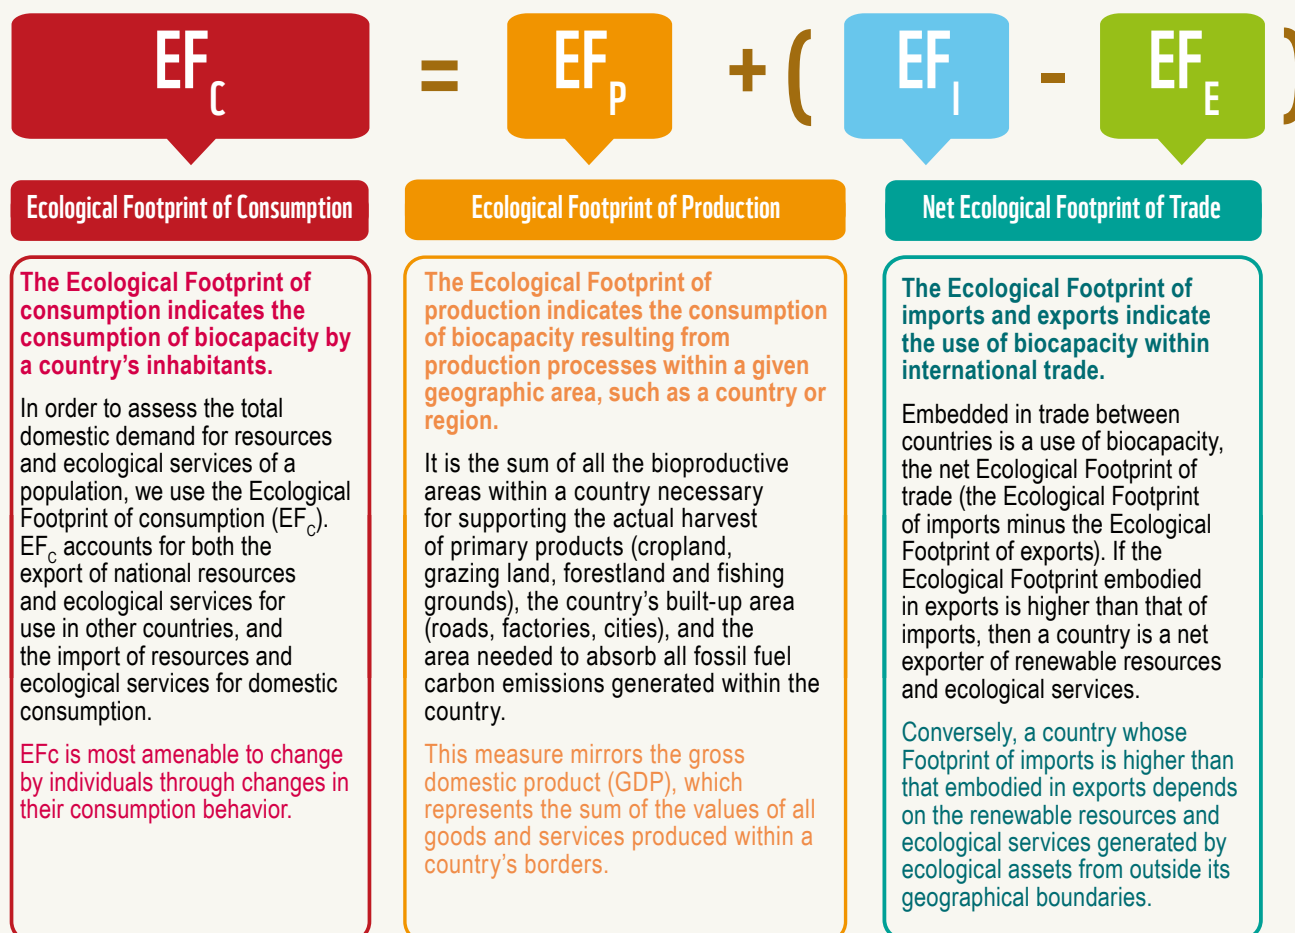 EFC = EFP + ( EFI - EFE )
Ecological Footprint of Consumption
The Ecological Footprint of
consumption indicates the
consumption of biocapacity by
a country’s inhabitants.
In order to assess the total
domestic demand for resources
and ecological services of a
population, we use the Ecological
Footprint of consumption (EFC).
EFC accounts for both the
export of national resources
and ecological services for
use in other countries, and
the import of resources and
ecological services for domestic
consumption.
EFc is most amenable to change
by individuals through changes in
their consumption behavior.
Ecological Footprint of Production
The Ecological Footprint of
production indicates the consumption
of biocapacity resulting from
production processes within a given
geographic area, such as a country or
region.
It is the sum of all the bioproductive
areas within a country necessary
for supporting the actual harvest
of primary products (cropland,
grazing land, forestland and fishing
grounds), the country’s built-up area
(roads, factories, cities), and the
area needed to absorb all fossil fuel
carbon emissions generated within the
country.
This measure mirrors the gross
domestic product (GDP), which
represents the sum of the values of all
goods and services produced within a
country’s borders.
Net Ecological Footprint of Trade
The Ecological Footprint of
imports and exports indicate
the use of biocapacity within
international trade.
Embedded in trade between
countries is a use of biocapacity,
the net Ecological Footprint of
trade (the Ecological Footprint
of imports minus the Ecological
Footprint of exports). If the
Ecological Footprint embodied
in exports is higher than that of
imports, then a country is a net
exporter of renewable resources
and ecological services.
Conversely, a country whose
Footprint of imports is higher than
that embodied in exports depends
on the renewable resources and
ecological services generated by
ecological assets from outside its
geographical boundaries.